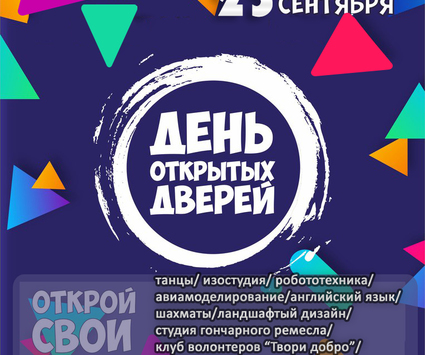 СЕНТЯБРЯ
ДЕНЬ
ОТКРЫТЫХ
ДВЕРЕЙ
ОТКРОЙ
СВОИ
танцы/ изостудия/ робототехника/
авиамоделирование/английский язык/
шахматы/ландшафтый дизайн/
студия гончарного ремесла/
клуб волонтеров "Твори добро"/